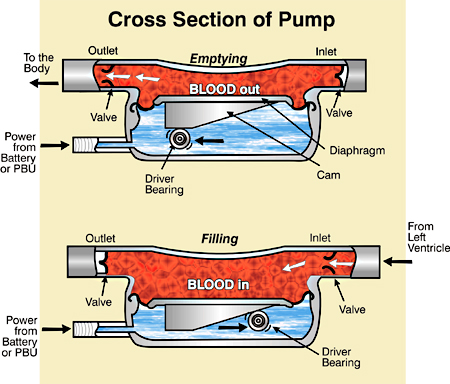 Cross Section of Pump
To the
Body
Outlet
Emptying
Inlet
BLOOD out
Valve
Valve
Power
from
Battery
or PBU
Diaphragm
Cam
Driver
Bearing
Outlet
Filling
Inlet
From
Left
Ventricle
BLOOD in
Valve
Valve
Power
from
Battery
or PBU
Driver
Bearing